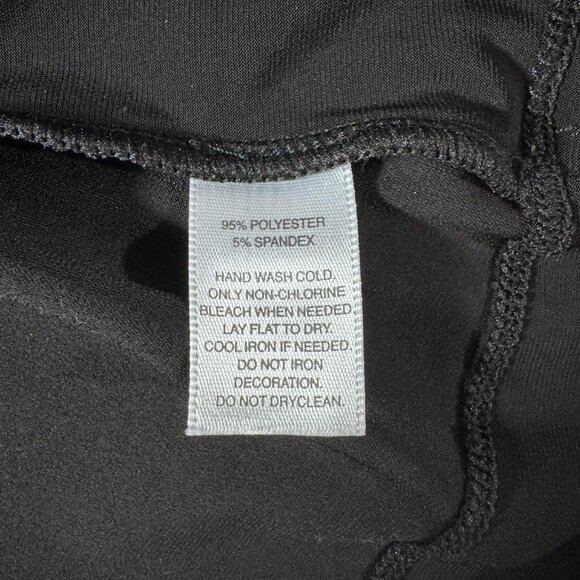 95% POLYESTER
5% SPANDEX
HAND WASH COLD.
ONLY NON-CHLORINE
BLEACH WHEN NEEDED.
LAY FLAT TO DRY.
COOL IRON IF NEEDED.
DO NOT IRON
DECORATION.
DO NOT DRYCLEAN.